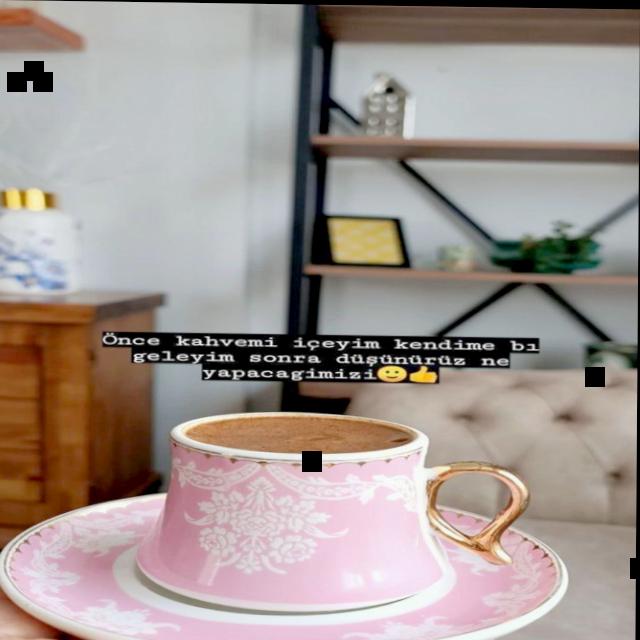 Önce kahvemi içeyim kendime bı
geleyim sonra düşünürüz ne
yapacagimizi🙂👍